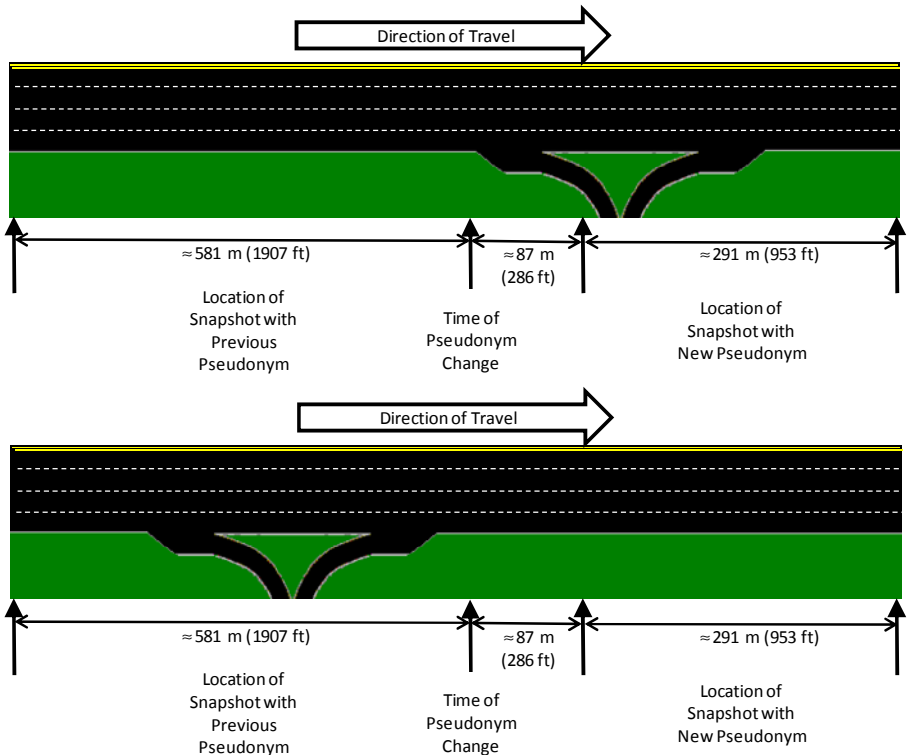 Direction of Travel
≈581 m (1907 ft)
≈87 m
(286 ft)
≈291 m (953 ft)
Location of
Snapshot with
Previous
Pseudonym
Time of
Pseudonym
Change
Location of
Snapshot with
New Pseudonym
Direction of Travel
≈581 m (1907 ft)
≈87 m
(286 ft)
≈291 m (953 ft)
Location of
Snapshot with
Previous
Pseudonym
Time of
Pseudonym
Change
Location of
Snapshot with
New Pseudonym